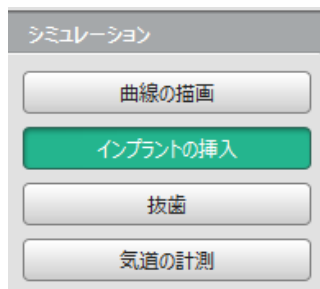 シミュレーション
曲線の描画
インプラントの挿入
抜歯
気道の計測